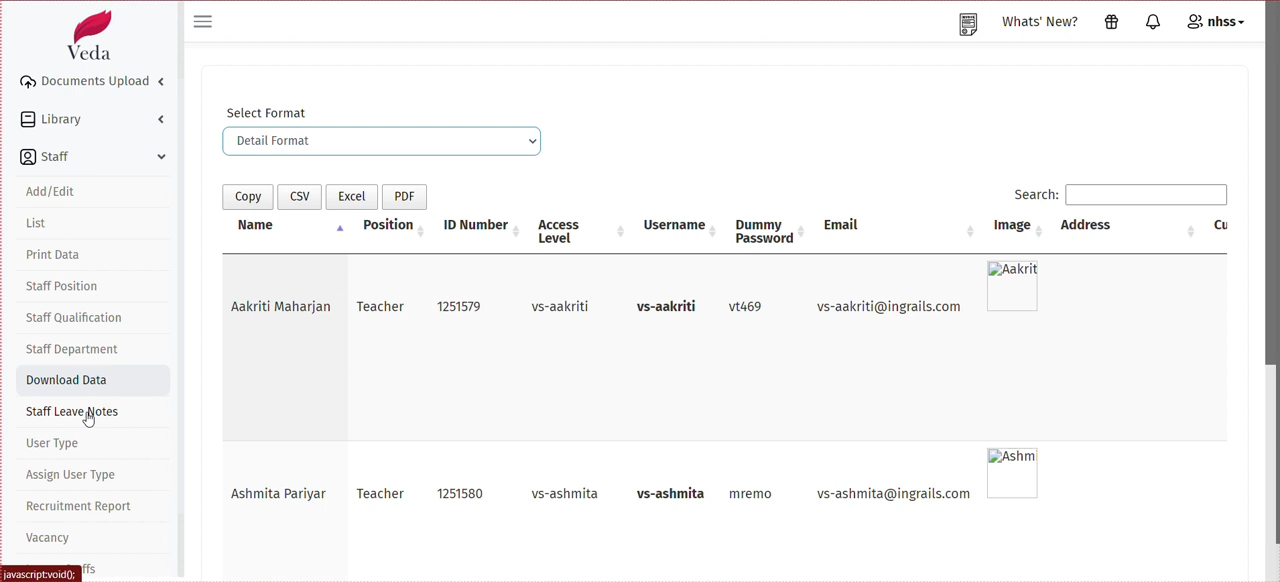 Veda
Whats' New?
nhss
Documents Upload
Library
Staff
Add/Edit
List
Print Data
Staff Position
Staff Qualification
Staff Department
Download Data
Staff Leave Notes
User Type
Assign User Type
Recruitment Report
Vacancy
javascript:void();
Select Format
Detail Format
Copy CSV Excel PDF Search:
Name Position ID Number Access Level Username Dummy Password Email Image Address Cu
Aakriti Maharjan Teacher 1251579 vs-aakriti vs-aakriti vt469 vs-aakriti@ingrails.com Aakrit
Ashmita Pariyar Teacher 1251580 vs-ashmita vs-ashmita mremo vs-ashmita@ingrails.com Ashmi